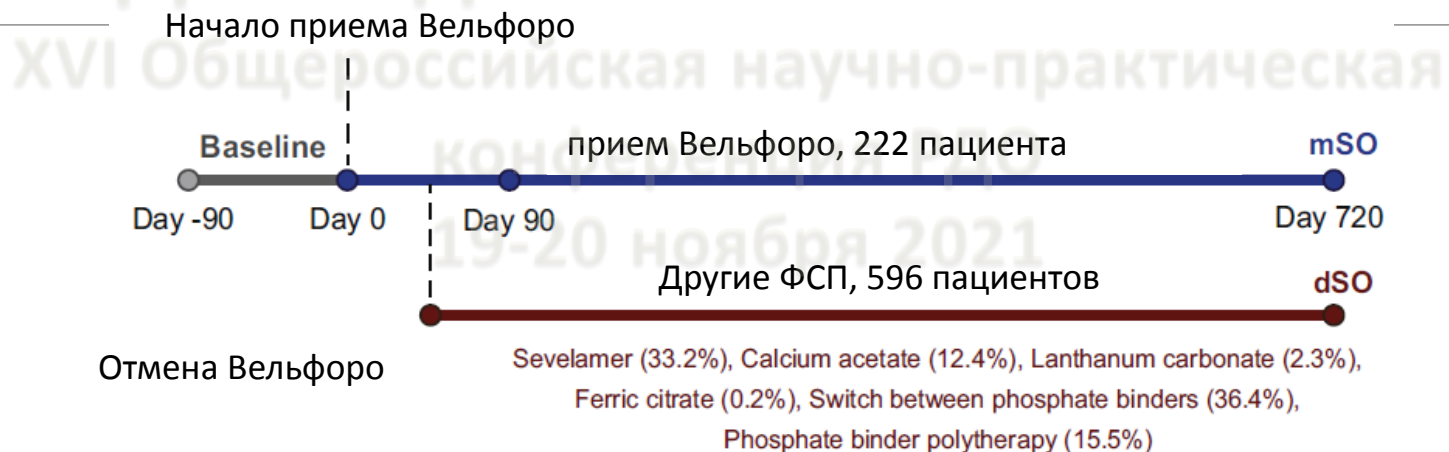 Начало приема Вельфоро
XVI Общероссийская научно-практическая
конференция РДО
19-20 ноября 2021
Baseline
прием Вельфоро, 222 пациента
mSO
Day -90
Day 0
Day 90
Day 720
Другие ФСП, 596 пациентов
dSO
Отмена Вельфоро
Sevelamer (33.2%), Calcium acetate (12.4%), Lanthanum carbonate (2.3%),
Ferric citrate (0.2%), Switch between phosphate binders (36.4%),
Phosphate binder polytherapy (15.5%)